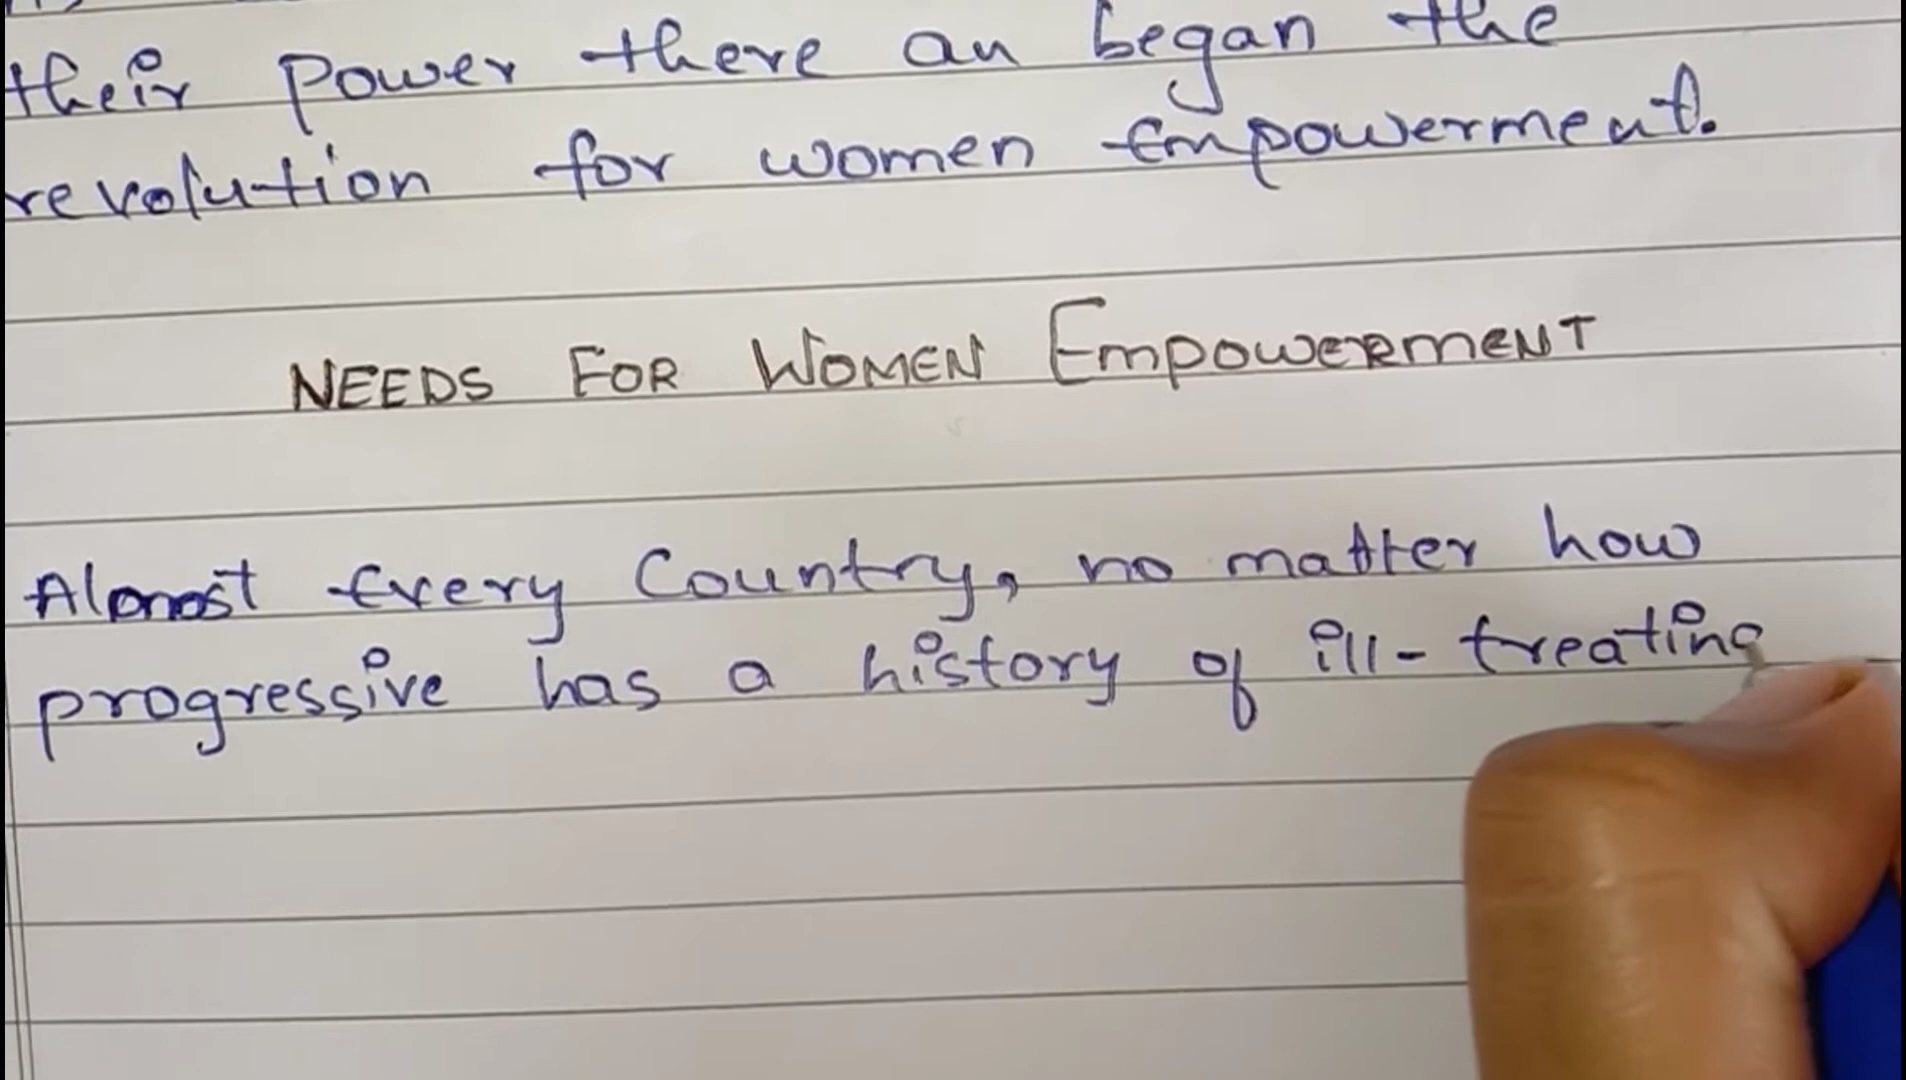 their power there an began the
revolution for women Empowerment.
NEEDS FOR WOMEN EMPOWERMENT
Almost Every Country, no matter how
progressive has a history of ill-treating